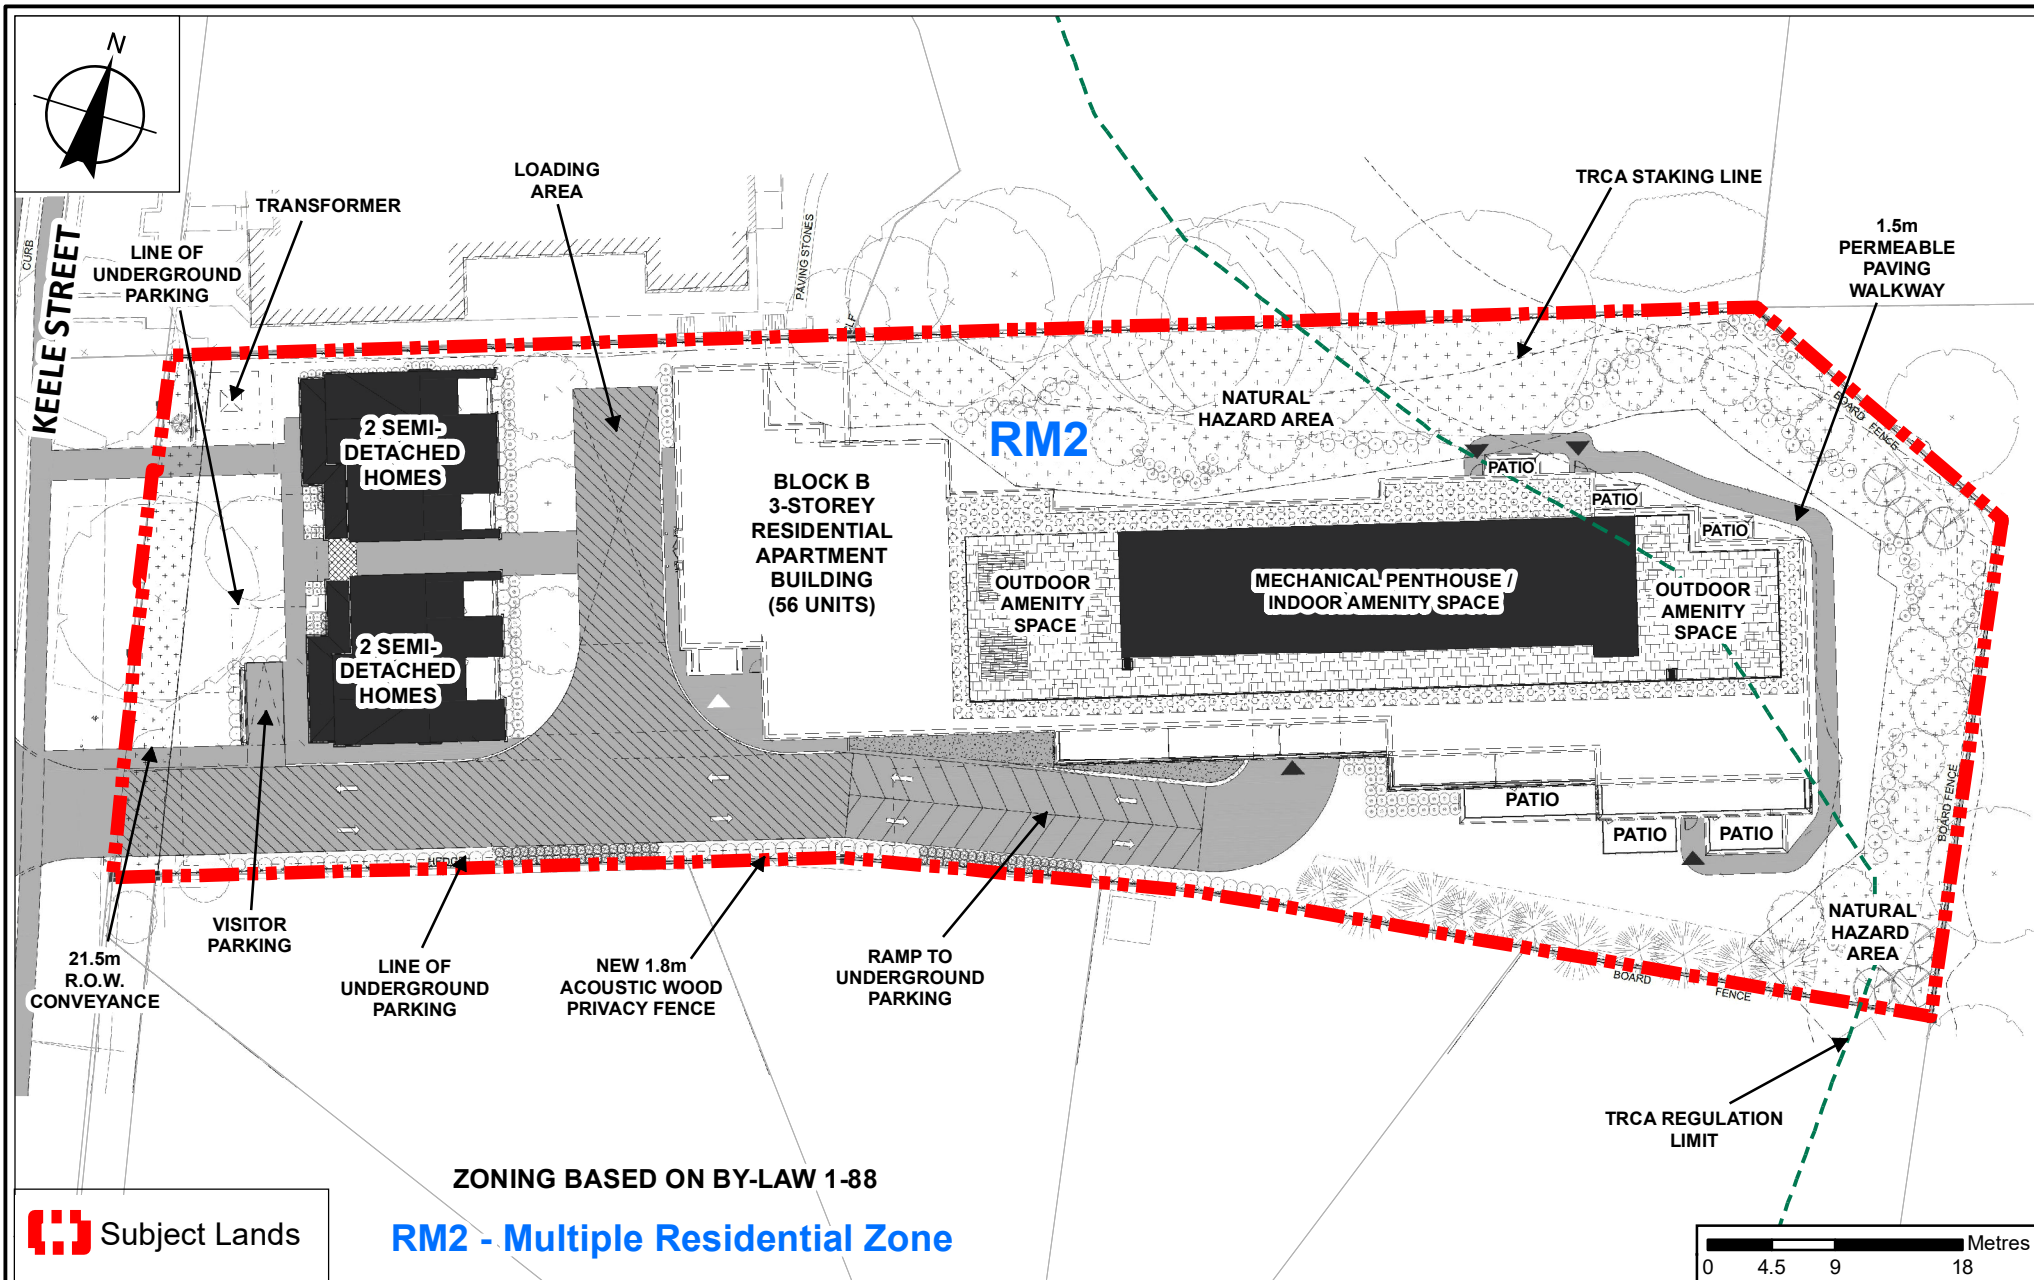 N
KEELE STREET
CURB
TRANSFORMER
LINE OF
UNDERGROUND
PARKING
LOADING
AREA
PAVING STONES
TRCA STAKING LINE
1.5m
PERMEABLE
PAVING
WALKWAY
2 SEMI-
DETACHED
HOMES
2 SEMI-
DETACHED
HOMES
BLOCK B
3-STOREY
RESIDENTIAL
APARTMENT
BUILDING
(56 UNITS)
RM2
NATURAL
HAZARD AREA
BOARD FENCE
PATIO
PATIO
PATIO
OUTDOOR
AMENITY
SPACE
MECHANICAL PENTHOUSE /
INDOOR AMENITY SPACE
OUTDOOR
AMENITY
SPACE
BOARD FENCE
PATIO
PATIO
PATIO
HEDGE
21.5m
R.O.W.
CONVEYANCE
VISITOR
PARKING
LINE OF
UNDERGROUND
PARKING
NEW 1.8m
ACOUSTIC WOOD
PRIVACY FENCE
RAMP TO
UNDERGROUND
PARKING
BOARD FENCE
NATURAL
HAZARD
AREA
TRCA REGULATION
LIMIT
ZONING BASED ON BY-LAW 1-88
RM2 - Multiple Residential Zone
Subject Lands
Metres
0 4.5 9 18